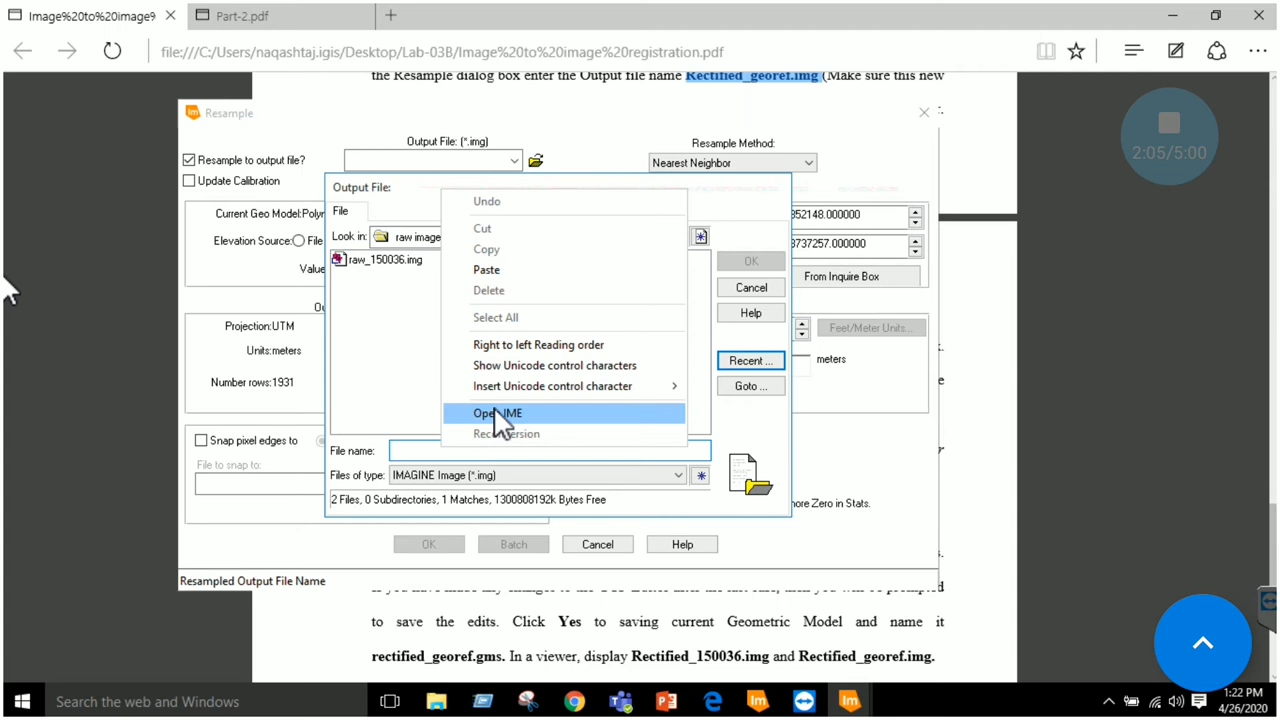 Image%20to%20image9
Part-2.pdf
file:///C:/Users/naqashtaj.igis/Desktop/Lab-03B/Image%20to%20image%20registration.pdf
the Resample dialog box enter the Output file name Rectified_georef.img (Make sure this new
Resample
Output File: (*.img)
Resample Method:
Resample to output file?
Nearest Neighbor
Update Calibration
2:05/5:00
Output File:
Undo
File
Current Geo Model:Polyn
852148.000000
Cut
Elevation Source:
File
Look in:
raw image
8737257.000000
Copy
raw_150036.img
OK
Valu
Paste
From Inquire Box
Delete
Cancel
Select All
Help
Projection:UTM
Feet/Meter Units...
Units:meters
Right to left Reading order
Show Unicode control characters
Recent ...
meters
Number rows:1931
Insert Unicode control character
Goto ...
Open IME
Reconversion
Snap pixel edges to
File name:
File to snap to:
Files of type:
IMAGINE Image (*.img)
2 Files, 0 Subdirectories, 1 Matches, 1300808192k Bytes Free
nore Zero in Stats.
OK
Batch
Cancel
Help
Resampled Output File Name
to save the edits. Click Yes to saving current Geometric Model and name it
rectified_georef.gms. In a viewer, display Rectified_150036.img and Rectified_georef.img.
Search the web and Windows
1:22 PM
4/26/2020